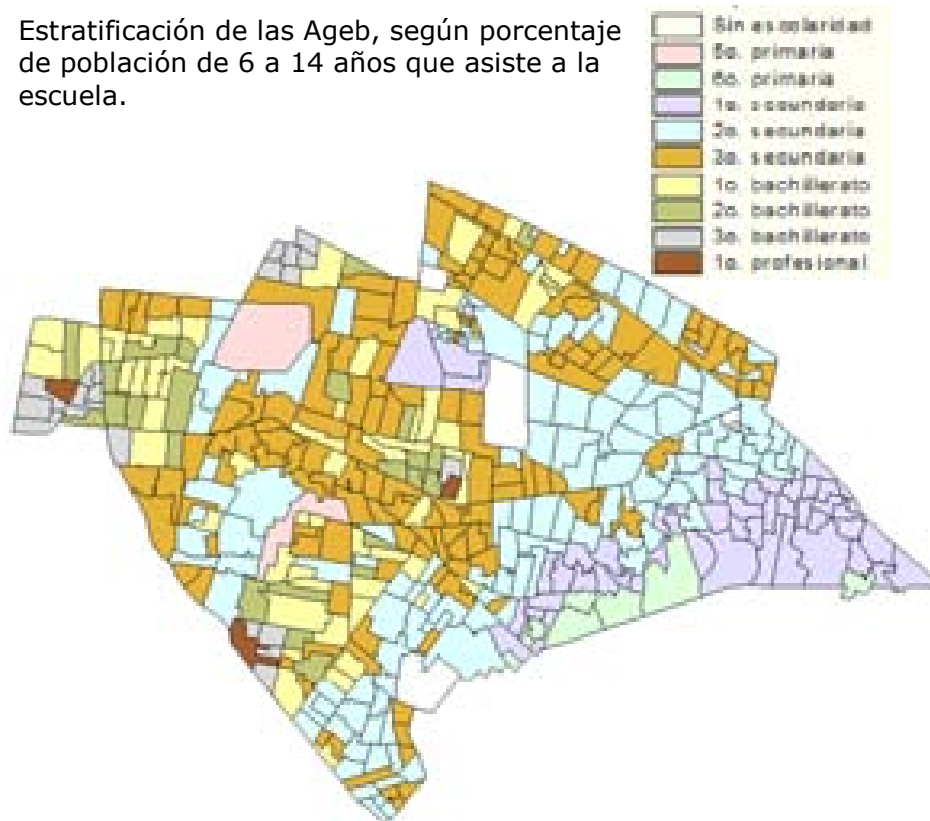 Estratificación de las Ageb, según porcentaje
de población de 6 a 14 años que asiste a la
escuela.
Sin escolaridad
5o. primaria
6o. primaria
1o. secundaria
2o. secundaria
3o. secundaria
1o. bachillerato
2o. bachillerato
3o. bachillerato
1o. profesional